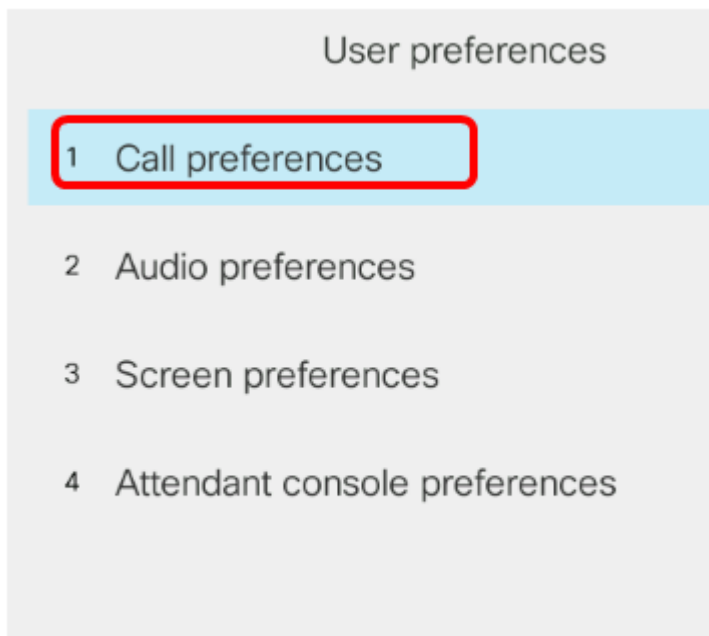 User preferences
1 Call preferences
2 Audio preferences
3 Screen preferences
4 Attendant console preferences